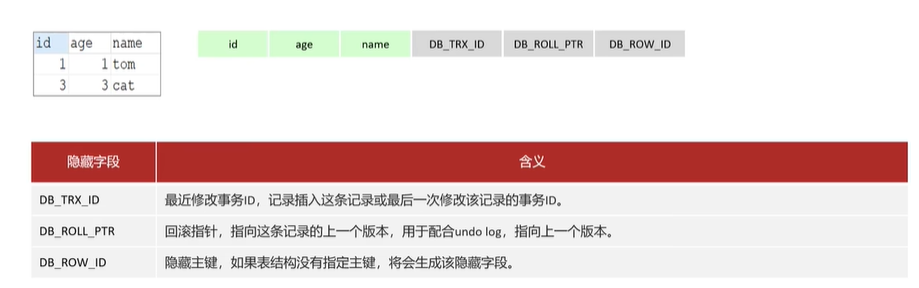 id age name
1 1 tom
3 3 cat
id age name DB_TRX_ID DB_ROLL_PTR DB_ROW_ID
隐藏字段 含义
DB_TRX_ID 最近修改事务ID，记录插入这条记录或最后一次修改该记录的事务ID。
DB_ROLL_PTR 回滚指针，指向这条记录的上一个版本，用于配合undo log，指向上一个版本。
DB_ROW_ID 隐藏主键，如果表结构没有指定主键，将会生成该隐藏字段。